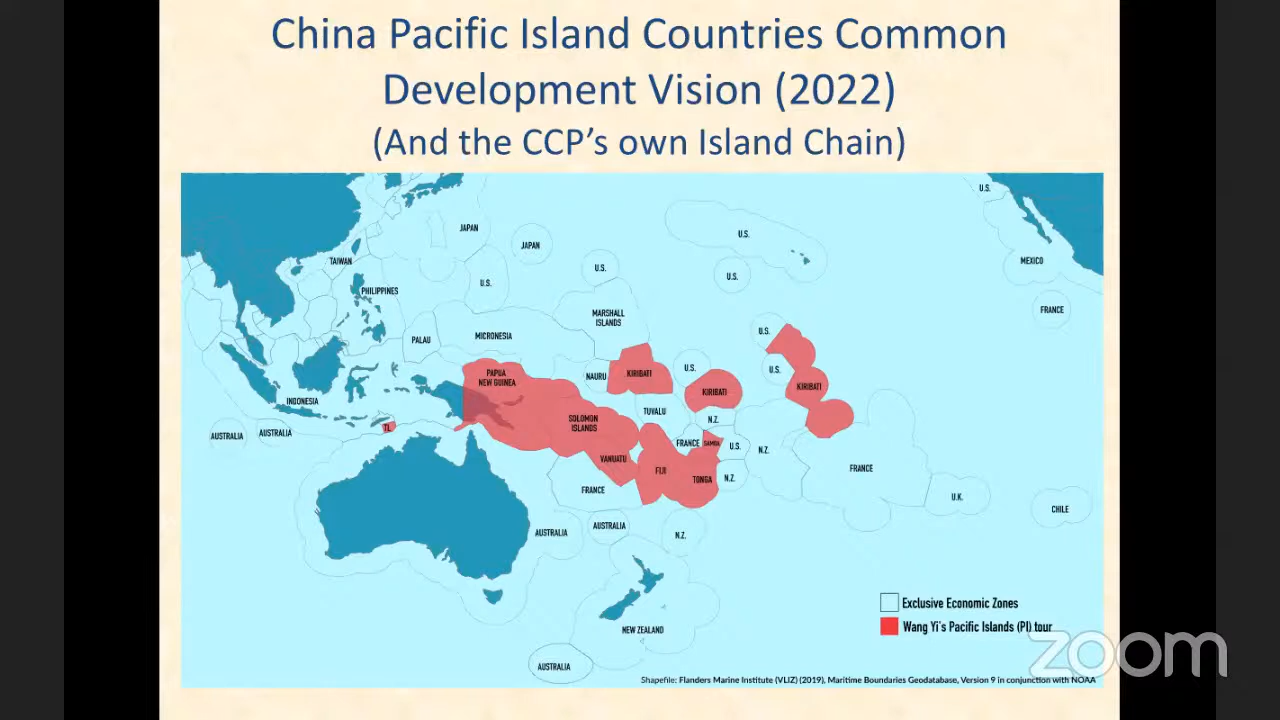 China Pacific Island Countries Common
Development Vision (2022)
(And the CCP's own Island Chain)
U.S.
JAPAN
U.S.
JAPAN
TAIWAN
MEXICO
U.S.
U.S.
U.S.
PHILIPPINES
FRANCE
MARSHALL
ISLANDS
U.S.
MICRONESIA
PALAU
U.S.
U.S.
PAPUA
NEW GUINEA
NAURU
KIRIBATI
KIRIBATI
KIRIBATI
INDONESIA
TUVALU
N.Z.
SOLOMON
ISLANDS
TL
AUSTRALIA
AUSTRALIA
FRANCE
SAMOA
U.S.
N.Z.
VANUATU
FIJI
FRANCE
TONGA
N.Z.
FRANCE
U.K.
CHILE
AUSTRALIA
AUSTRALIA
N.Z.
Exclusive Economic Zones
Wang Yi's Pacific Islands (PI) tour
NEW ZEALAND
zoom
AUSTRALIA
Shapefile: Flanders Marine Institute (VLIZ) (2019), Maritime Boundaries Geodatabase, Version 9 in conjunction with NOAA